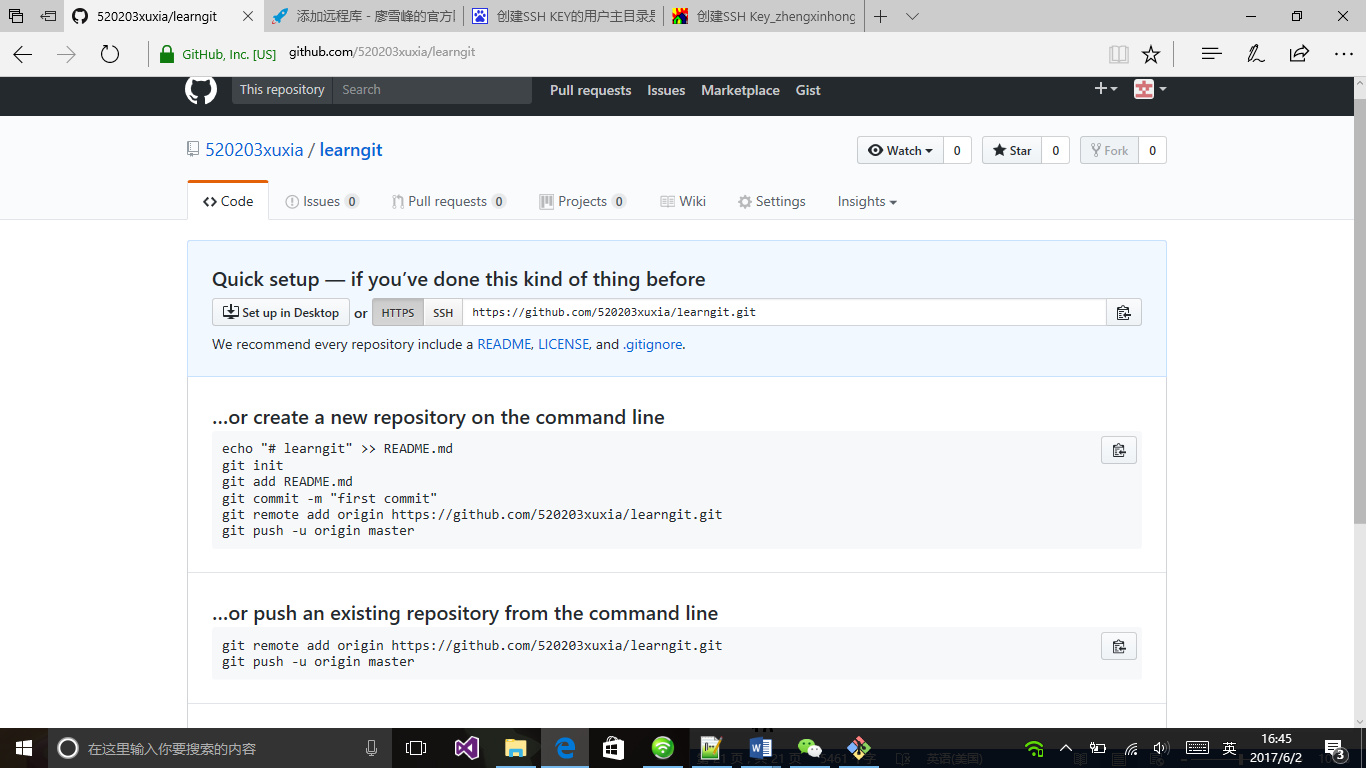 520203xuxia/learngit
添加远程库 - 廖雪峰的官方
创建SSH KEY的用户主目录是
创建SSH Key_zhengxinhong
GitHub, Inc. [US]
github.com/520203xuxia/learngit
This repository
Search
Pull requests
Issues
Marketplace
Gist
520203xuxia / learngit
Watch 0
Star 0
Fork 0
Code
Issues 0
Pull requests 0
Projects 0
Wiki
Settings
Insights
Quick setup — if you’ve done this kind of thing before
Set up in Desktop or HTTPS SSH https://github.com/520203xuxia/learngit.git
We recommend every repository include a README, LICENSE, and .gitignore.
…or create a new repository on the command line
echo "# learngit" >> README.md
git init
git add README.md
git commit -m "first commit"
git remote add origin https://github.com/520203xuxia/learngit.git
git push -u origin master
…or push an existing repository from the command line
git remote add origin https://github.com/520203xuxia/learngit.git
git push -u origin master
在这里输入你要搜索的内容
英
16:45
2017/6/2
3
英语(美国)